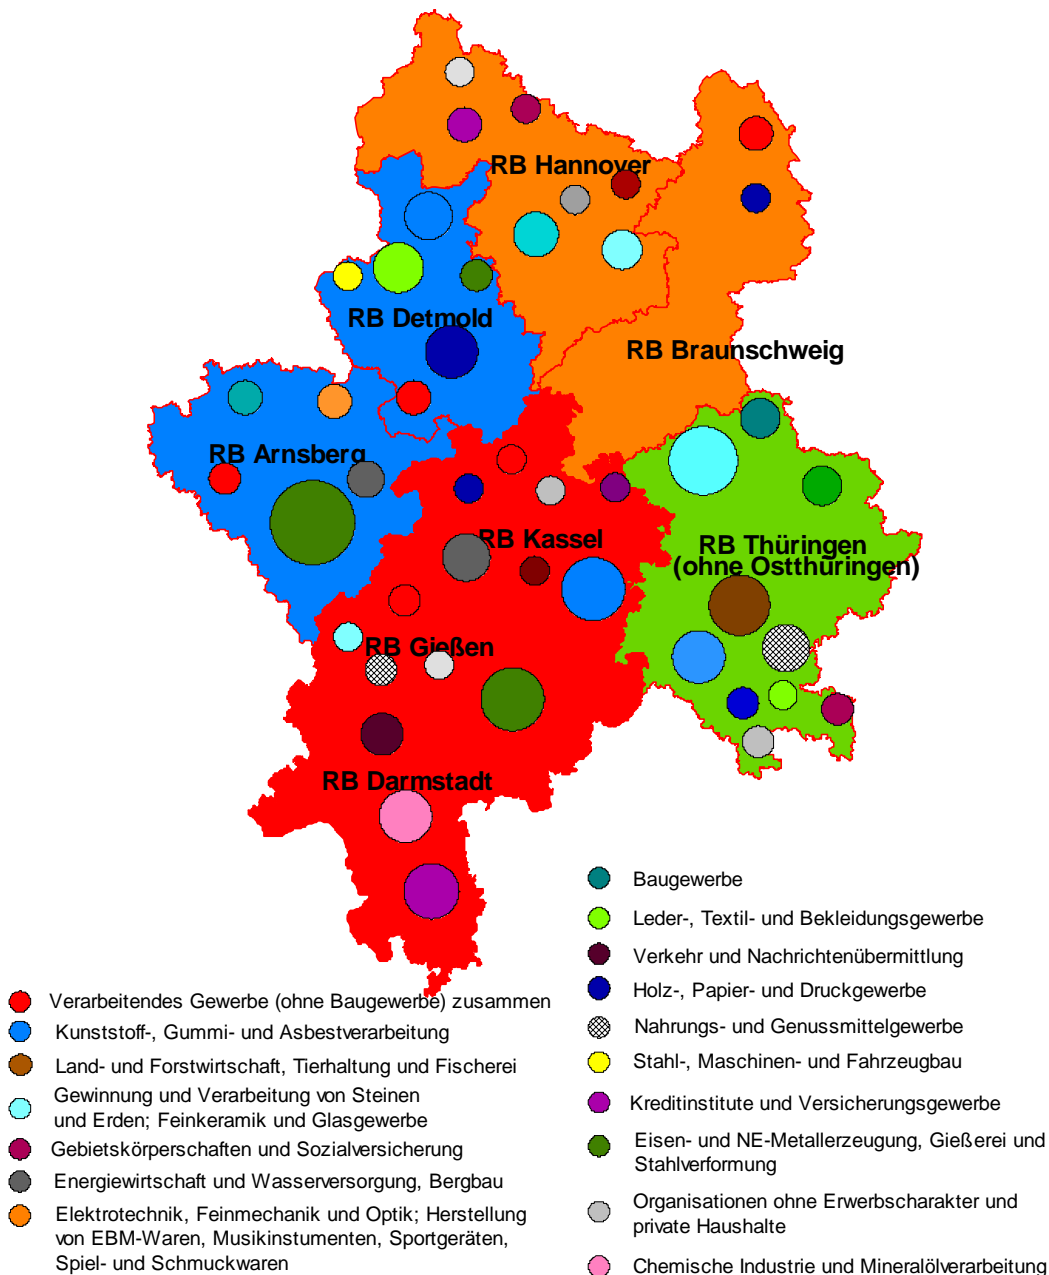 RB Hannover
RB Detmold
RB Braunschweig
RB Arnsberg
RB Kassel
RB Thüringen
(ohne Ostthüringen)
RB Gießen
RB Darmstadt
Verarbeitendes Gewerbe (ohne Baugewerbe) zusammen
Kunststoff-, Gummi- und Asbestverarbeitung
Land- und Forstwirtschaft, Tierhaltung und Fischerei
Gewinnung und Verarbeitung von Steinen
und Erden; Feinkeramik und Glasgewerbe
Gebietskörperschaften und Sozialversicherung
Energiewirtschaft und Wasserversorgung, Bergbau
Elektrotechnik, Feinmechanik und Optik; Herstellung
von EBM-Waren, Musikinstumenten, Sportgeräten,
Spiel- und Schmuckwaren
Baugewerbe
Leder-, Textil- und Bekleidungsgewerbe
Verkehr und Nachrichtenübermittlung
Holz-, Papier- und Druckgewerbe
Nahrungs- und Genussmittelgewerbe
Stahl-, Maschinen- und Fahrzeugbau
Kreditinstitute und Versicherungsgewerbe
Eisen- und NE-Metallerzeugung, Gießerei und
Stahlverformung
Organisationen ohne Erwerbscharakter und
private Haushalte
Chemische Industrie und Mineralölverarbeitung